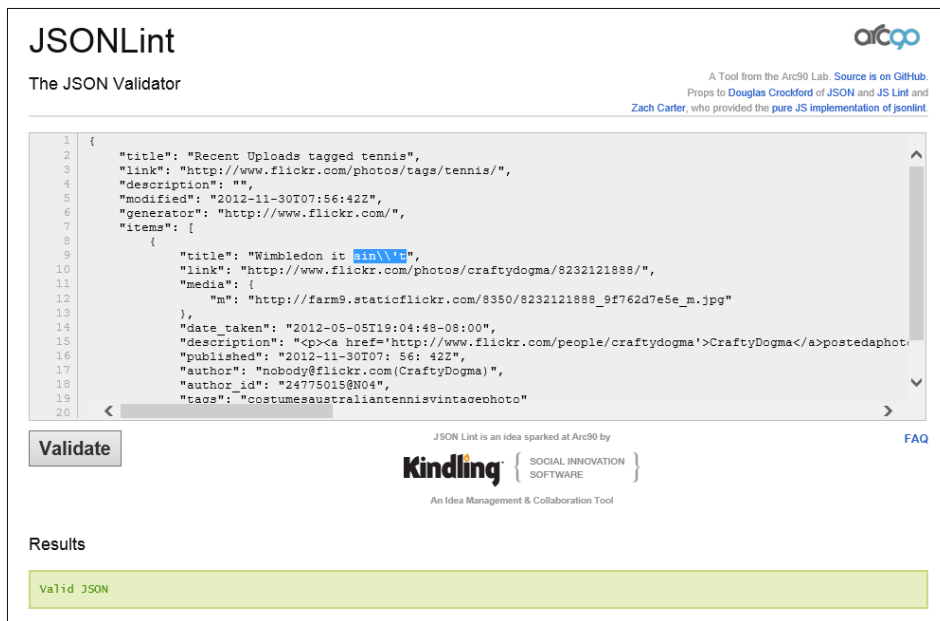 JSONLint
arc90
The JSON Validator
A Tool from the Arc90 Lab. Source is on GitHub.
Props to Douglas Crockford of JSON and JS Lint and
Zach Carter, who provided the pure JS implementation of jsonlint.
1 {
2 "title": "Recent Uploads tagged tennis",
3 "link": "http://www.flickr.com/photos/tags/tennis/",
4 "description": "",
5 "modified": "2012-11-30T07:56:42Z",
6 "generator": "http://www.flickr.com/",
7 "items": [
8 {
9 "title": "Wimbledon it ain\\'t",
10 "link": "http://www.flickr.com/photos/craftydogma/8232121888/",
11 "media": {
12 "m": "http://farm9.staticflickr.com/8350/8232121888_9f762d7e5e_m.jpg"
13 },
14 "date_taken": "2012-05-05T19:04:48-08:00",
15 "description": "<p><a href='http://www.flickr.com/people/craftydogma'>CraftyDogma</a>postedaphot
16 "published": "2012-11-30T07: 56: 42Z",
17 "author": "nobody@flickr.com(CraftyDogma)",
18 "author_id": "24775015@N04",
19 "tags": "costumesaustraliantennisvintagephoto"
20
Validate
JSON Lint is an idea sparked at Arc90 by
FAQ
Kindling { SOCIAL INNOVATION
SOFTWARE }
An Idea Management & Collaboration Tool
Results
Valid JSON